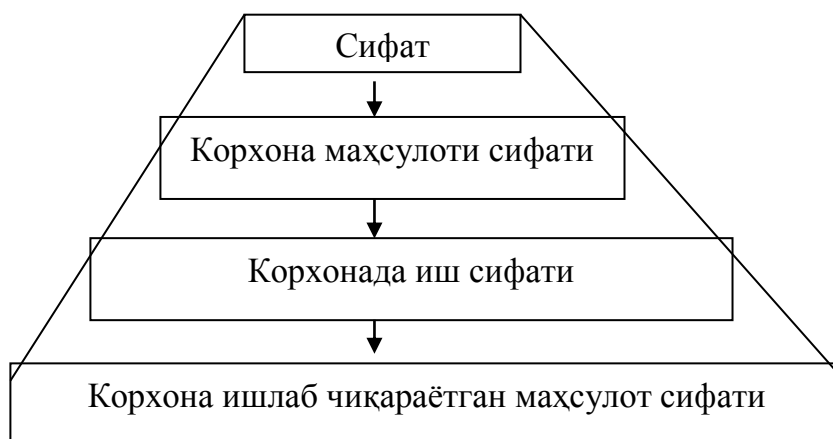 Сифат
Корхона маҳсулоти сифати
Корхонада иш сифати
Корхона ишлаб чиқараётган маҳсулот сифати